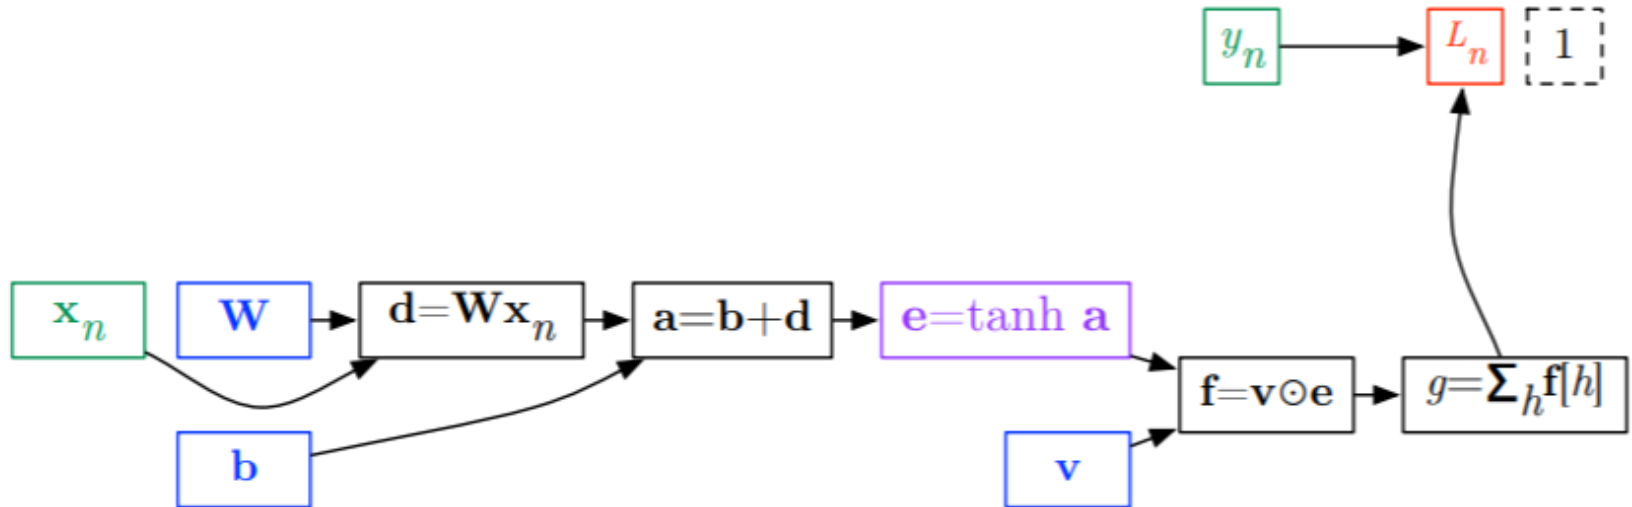 yₙ
Lₙ
1
xₙ
W
d=Wxₙ
a=b+d
e=tanh a
f=v⊙e
g=Σₕf[h]
b
v